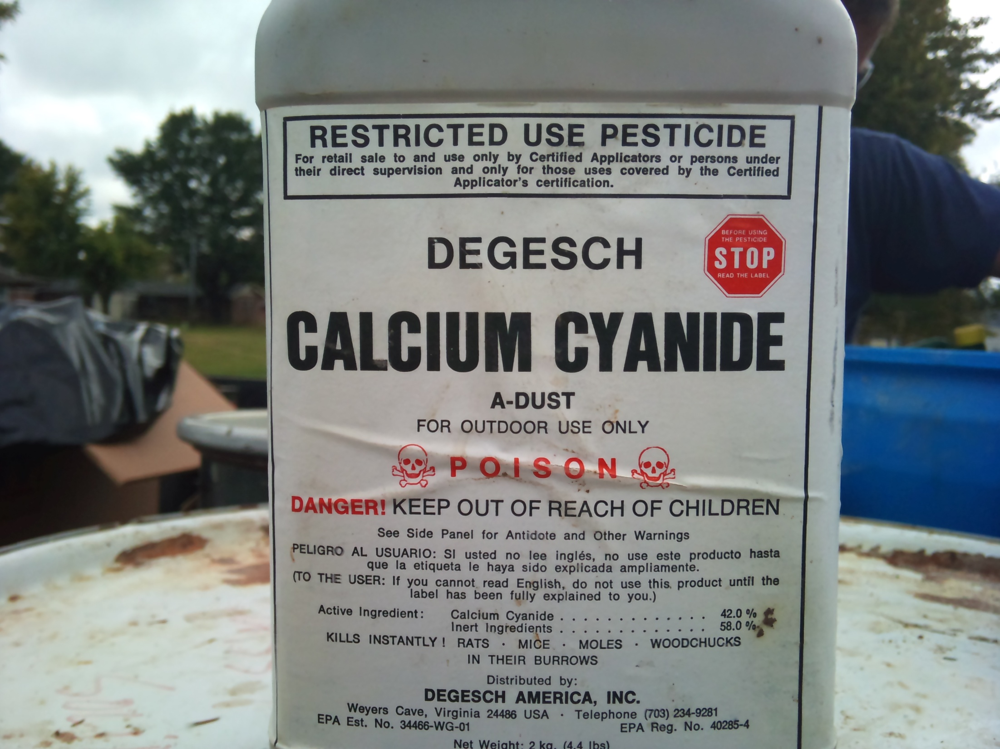 RESTRICTED USE PESTICIDE
For retail sale to and use only by Certified Applicators or persons under
their direct supervision and only for those uses covered by the Certified
Applicator's certification.
DEGESCH
BEFORE USING
THE PESTICIDE
STOP
READ THE LABEL
CALCIUM CYANIDE
A-DUST
FOR OUTDOOR USE ONLY
POISON
DANGER! KEEP OUT OF REACH OF CHILDREN
See Side Panel for Antidote and Other Warnings
PELIGRO AL USUARIO: SI usted no lee inglés, no use este producto hasta
que la etiqueta le haya sido explicada ampliamente.
(TO THE USER: If you cannot read English, do not use this product until the
label has been fully explained to you.)
Active Ingredient: Calcium Cyanide . . . . . . . . . . . . . . 42.0 %
Inert Ingredients . . . . . . . . . . . . . . 58.0 %
KILLS INSTANTLY! RATS · MICE · MOLES · WOODCHUCKS
IN THEIR BURROWS
Distributed by:
DEGESCH AMERICA, INC.
Weyers Cave, Virginia 24486 USA · Telephone (703) 234-9281
EPA Est. No. 34466-WG-01 EPA Reg. No. 40285-4
Net Weight: 2 kg. (4.4 lbs)